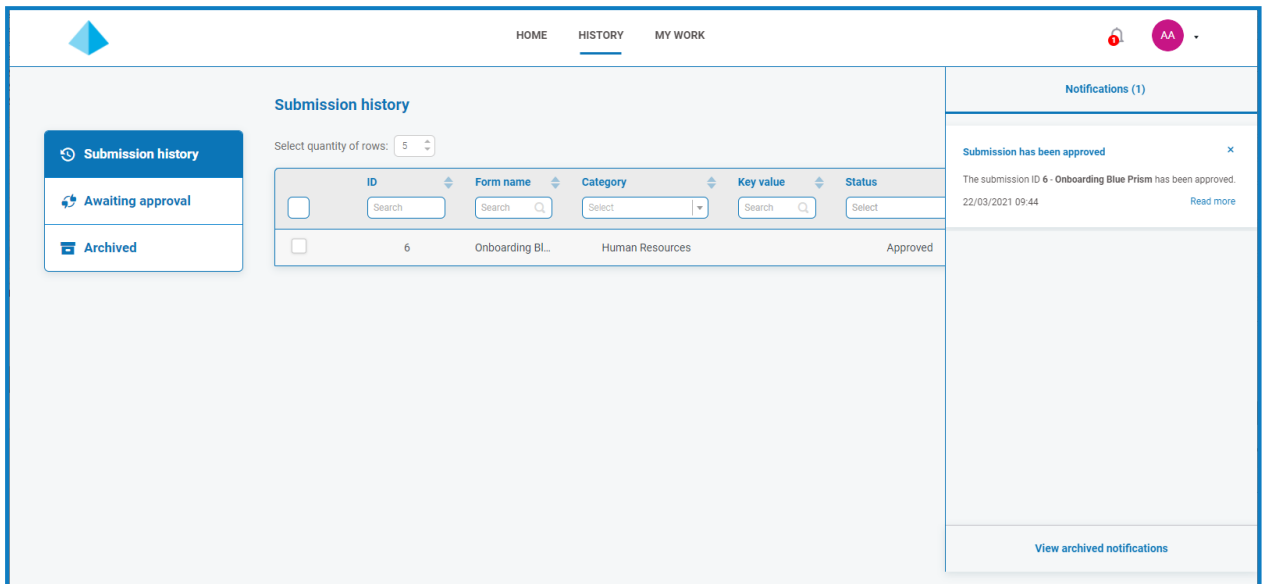 HOME HISTORY MY WORK
1
AA
Notifications (1)
Submission history
Submission history
Awaiting approval
Archived
Select quantity of rows: 5
ID Form name Category Key value Status
Search Search Select Search Select
6 Onboarding Bl... Human Resources Approved
Submission has been approved ×
The submission ID 6 - Onboarding Blue Prism has been approved.
22/03/2021 09:44 Read more
View archived notifications